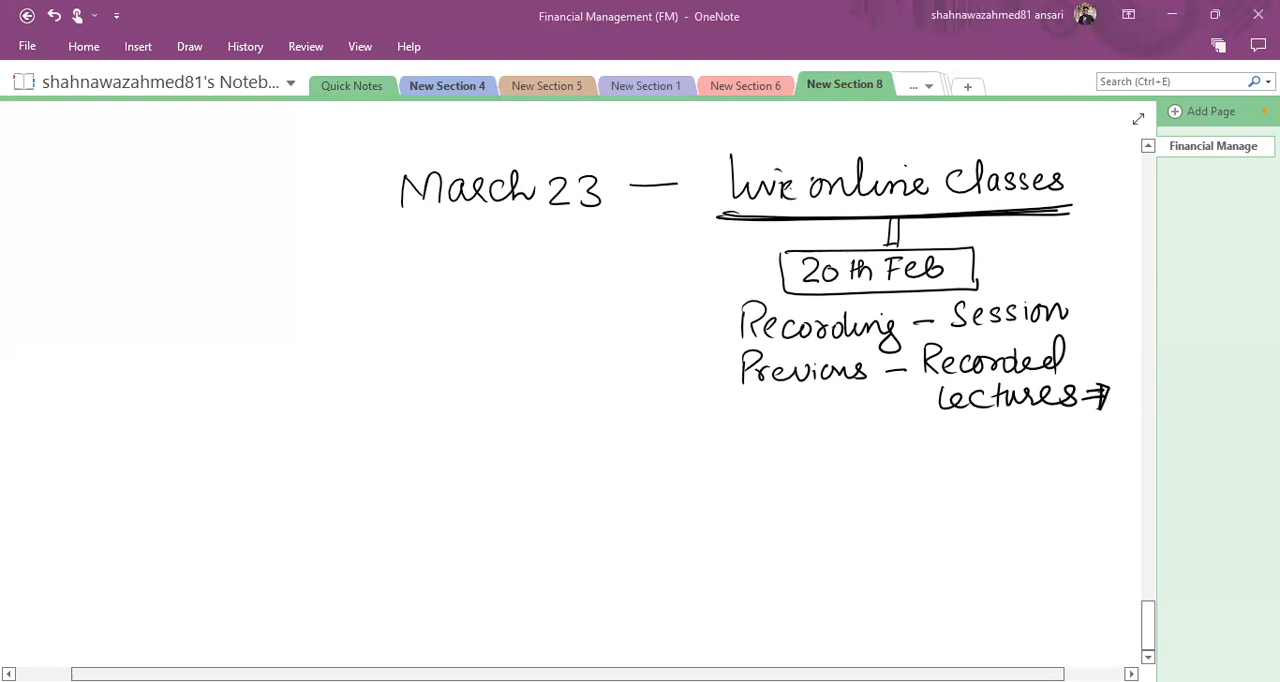 Financial Management (FM) - OneNote
shahnawazahmed81 ansari
File Home Insert Draw History Review View Help
shahnawazahmed81's Noteb...
Quick Notes New Section 4 New Section 5 New Section 1 New Section 6 New Section 8 ... +
Search (Ctrl+E)
Add Page
Financial Manage
March 23 — live online classes
20th Feb
Recording - Session
Previous - Recorded
Lectures ⇒